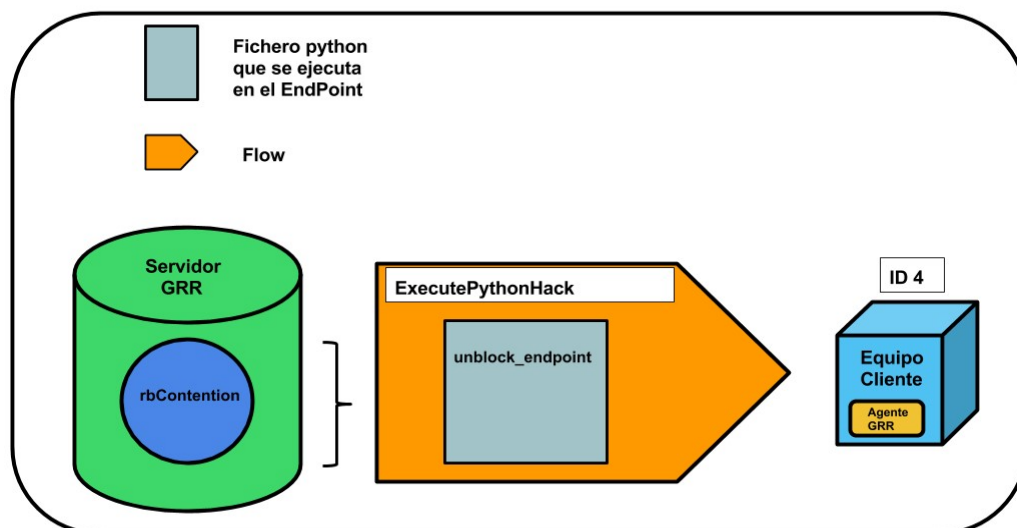 Fichero python
que se ejecuta
en el EndPoint
Flow
Servidor
GRR
rbContention
ExecutePythonHack
unblock_endpoint
ID 4
Equipo
Cliente
Agente
GRR